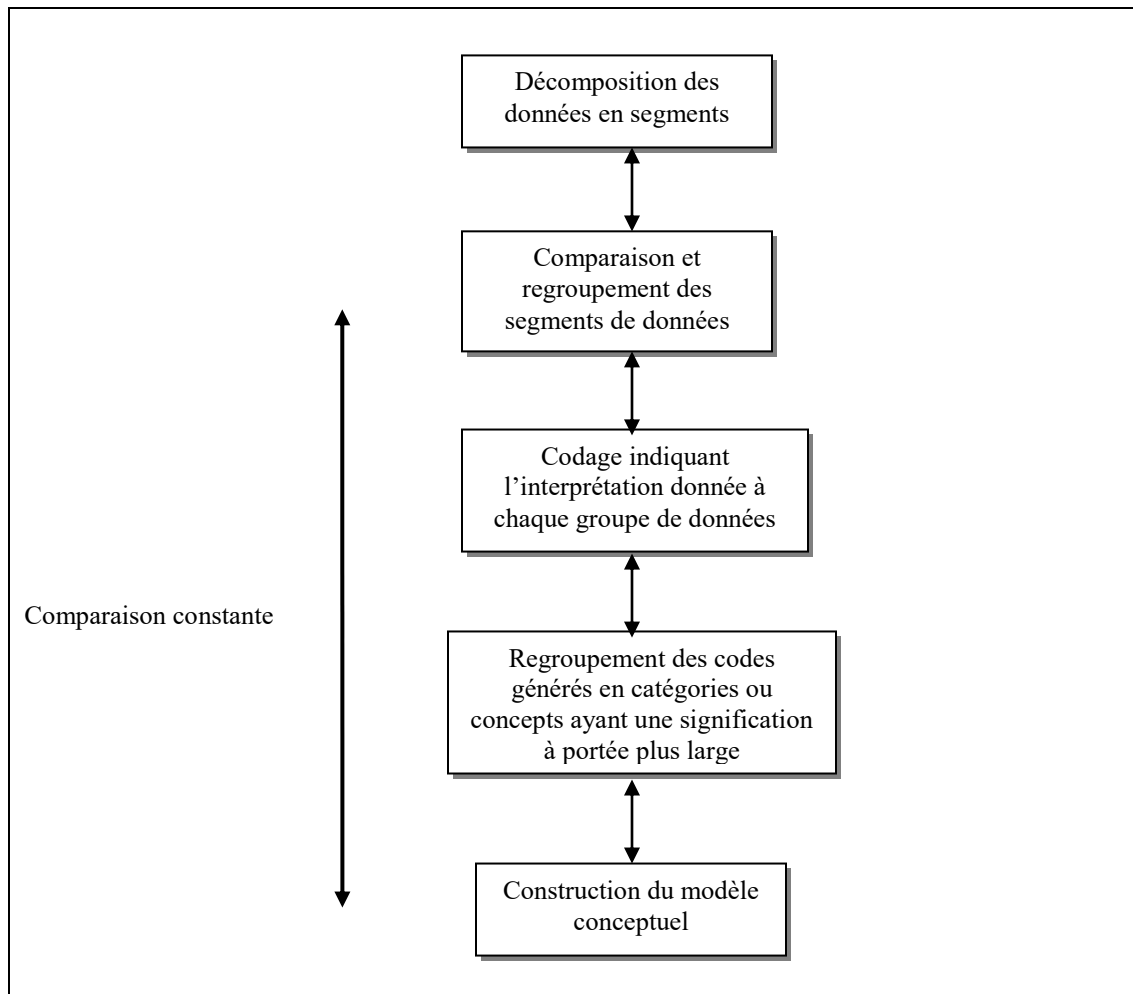 Décomposition des
données en segments
Comparaison et
regroupement des
segments de données
Codage indiquant
l’interprétation donnée à
chaque groupe de données
Comparaison constante
Regroupement des codes
générés en catégories ou
concepts ayant une signification
à portée plus large
Construction du modèle
conceptuel